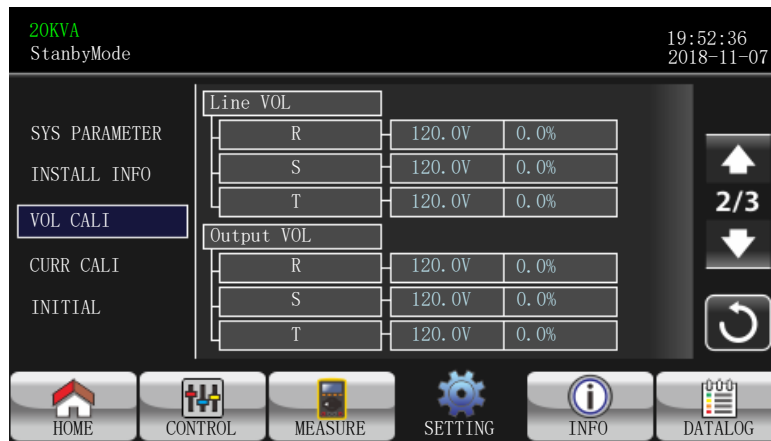 20KVA
StanbyMode
19:52:36
2018-11-07
SYS PARAMETER
INSTALL INFO
VOL CALI
CURR CALI
INITIAL
Line VOL
R 120.0V 0.0%
S 120.0V 0.0%
T 120.0V 0.0%
Output VOL
R 120.0V 0.0%
S 120.0V 0.0%
T 120.0V 0.0%
2/3
HOME CONTROL MEASURE SETTING INFO DATALOG